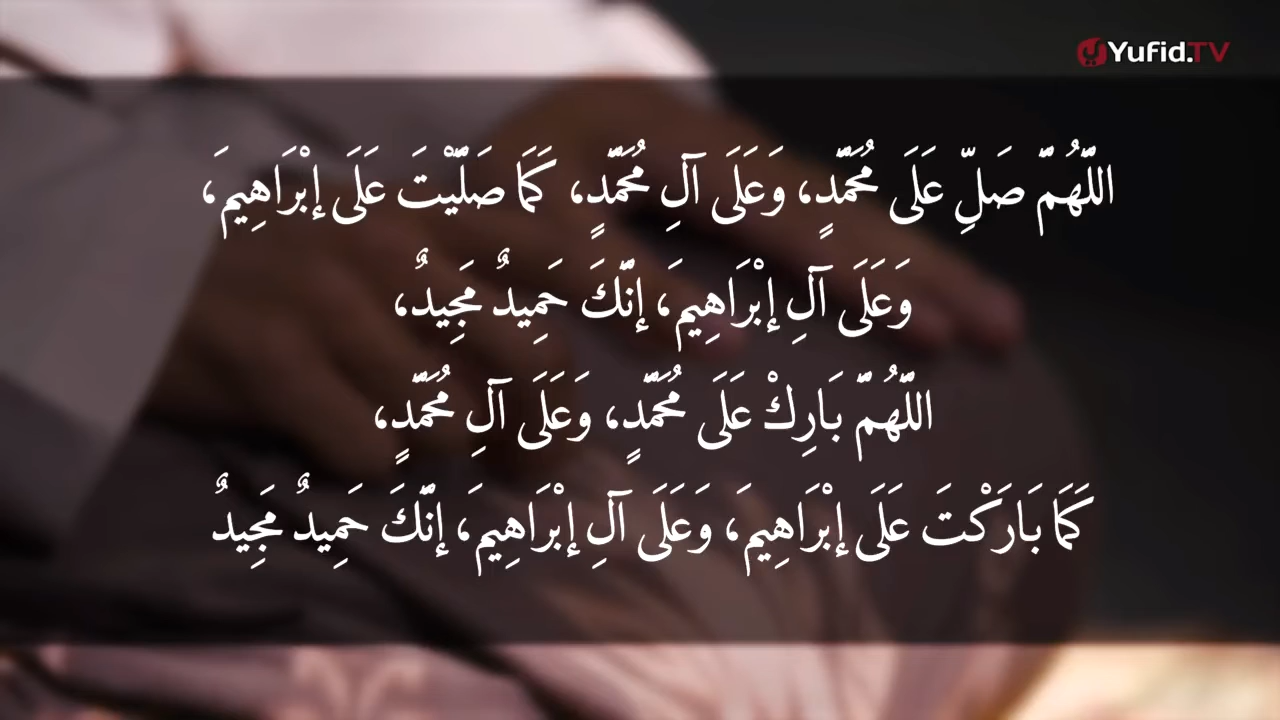 Yufid.TV
اللَّهُمَّ صَلِّ عَلَى مُحَمَّدٍ، وَعَلَى آلِ مُحَمَّدٍ، كَمَا صَلَّيْتَ عَلَى إِبْرَاهِيمَ،
وَعَلَى آلِ إِبْرَاهِيمَ، إِنَّكَ حَمِيدٌ مَجِيدٌ،
اللَّهُمَّ بَارِكْ عَلَى مُحَمَّدٍ، وَعَلَى آلِ مُحَمَّدٍ،
كَمَا بَارَكْتَ عَلَى إِبْرَاهِيمَ، وَعَلَى آلِ إِبْرَاهِيمَ، إِنَّكَ حَمِيدٌ مَجِيدٌ